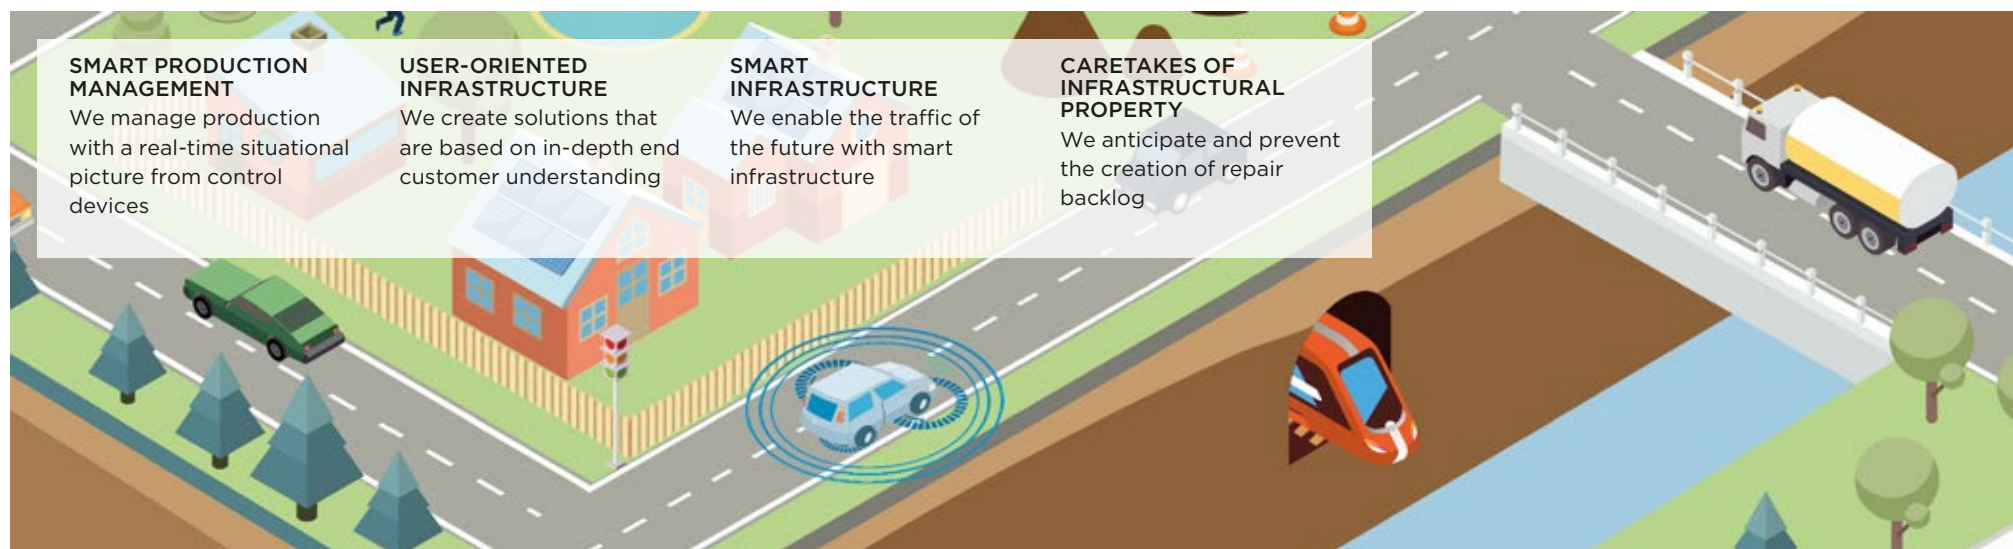 SMART PRODUCTION
MANAGEMENT
We manage production
with a real-time situational
picture from control
devices
USER-ORIENTED
INFRASTRUCTURE
We create solutions that
are based on in-depth end
customer understanding
SMART
INFRASTRUCTURE
We enable the traffic of
the future with smart
infrastructure
CARETAKES OF
INFRASTRUCTURAL
PROPERTY
We anticipate and prevent
the creation of repair
backlog